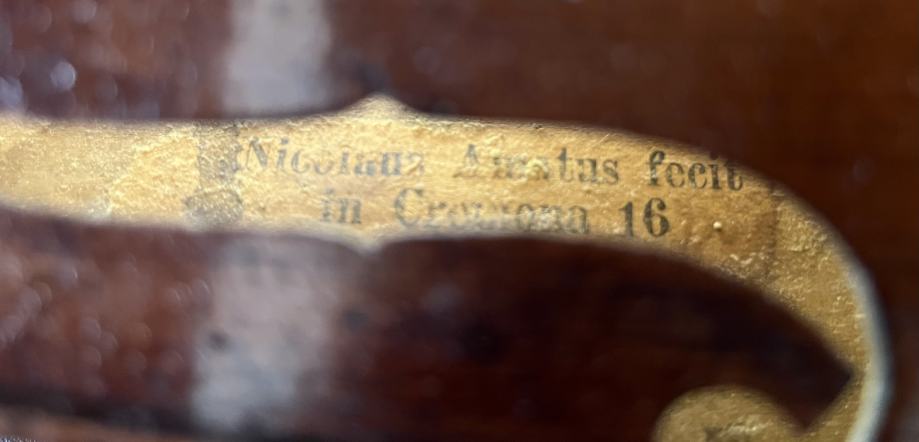 Nicolaus Amatus fecit
in Cremona 16